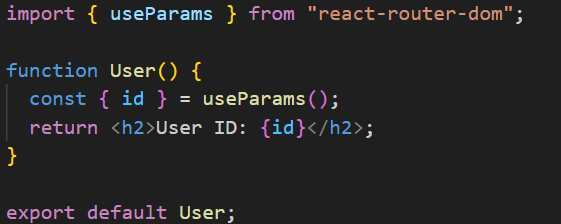 import { useParams } from "react-router-dom";
function User() {
  const { id } = useParams();
  return <h2>User ID: {id}</h2>;
}
export default User;